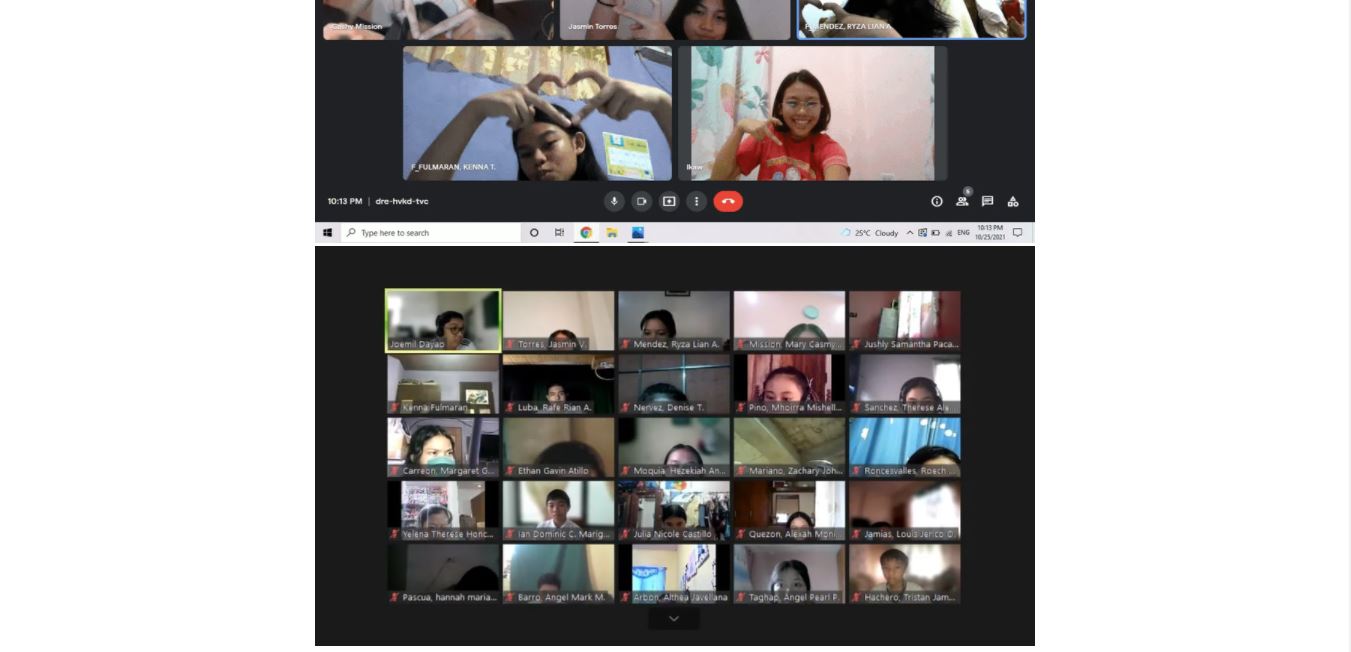 Cashy Mission
Jasmin Torres
F_MENDEZ, RYZA LIAN A.
F_FULMARAN, KENNA T.
10:13 PM | dre-hvkd-tvc
5
Type here to search
25°C Cloudy
ENG
10:13 PM
10/25/2021
Joemil Dayao
Torres, Jasmin V.
Mendez, Ryza Lian A.
Mission, Mary Casmy...
Jushly Samantha Paca...
Kenna Fulmaran
Luba, Rafe Rian A.
Nervez, Denise T.
Pino, Mhoirra Mishell...
Sanchez, Therese Ale...
Carreon, Margaret G...
Ethan Gavin Atillo
Moquia, Hezekiah An...
Mariano, Zachary Joh...
Roncesvalles, Roech ...
Yelena Therese Honc...
Ian Dominic C. Marig...
Julia Nicole Castillo
Quezon, Alexah Moni...
Jamias, Louis Jerico O.
Pascua, hannah maria...
Barro, Angel Mark M.
Arbon, Althea Javellana
Taghap, Angel Pearl P.
Hachero, Tristan Jam...